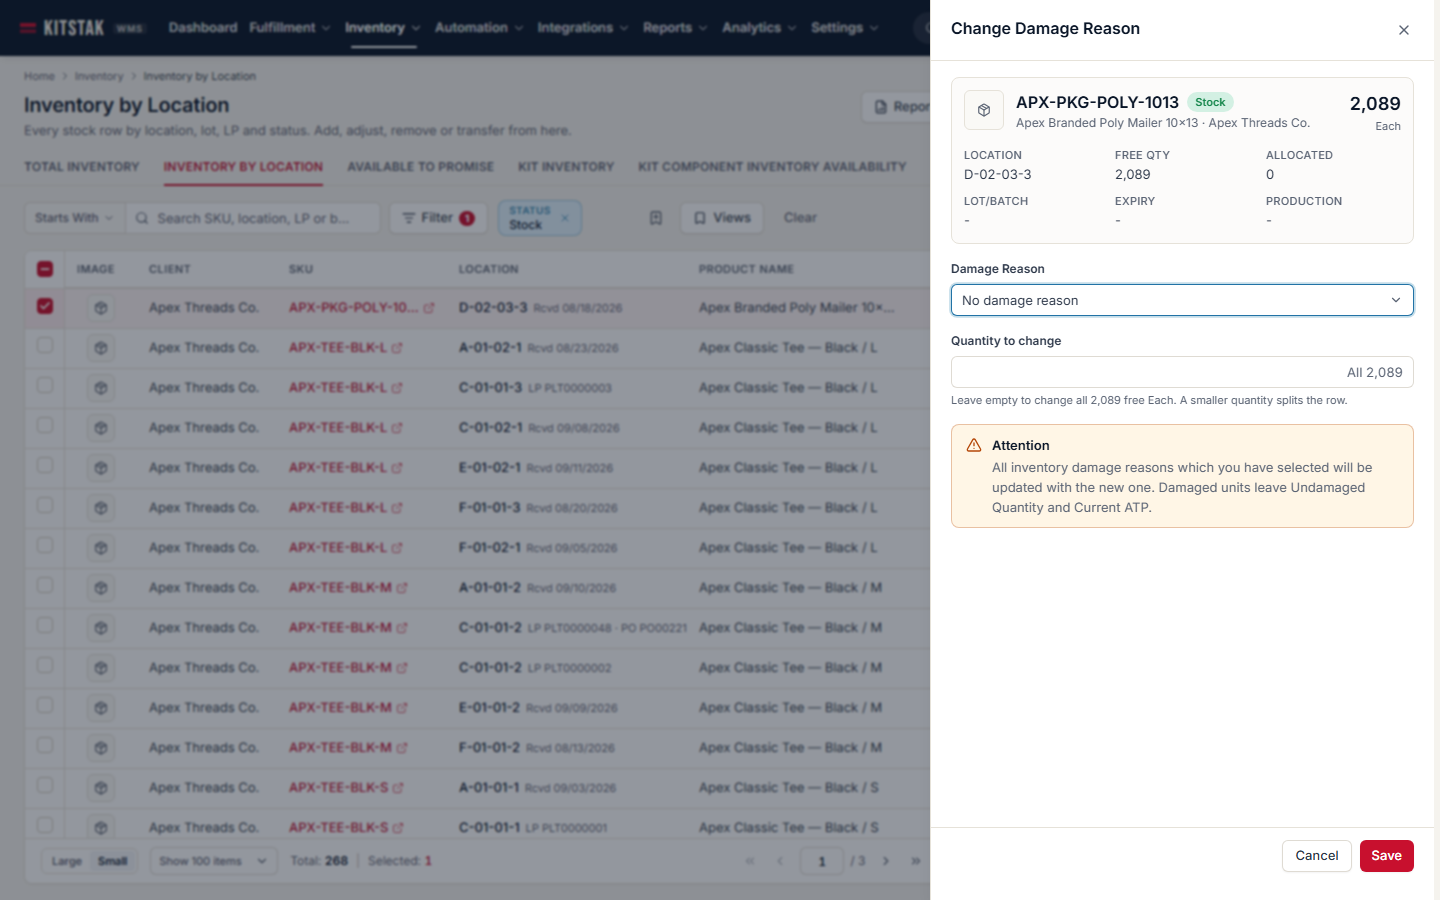 KITSTAK WMS Dashboard Fulfillment Inventory Automation Integrations Reports Analytics Settings
Home > Inventory > Inventory by Location
Inventory by Location
Every stock row by location, lot, LP and status. Add, adjust, remove or transfer from here.
TOTAL INVENTORY INVENTORY BY LOCATION AVAILABLE TO PROMISE KIT INVENTORY KIT COMPONENT INVENTORY AVAILABILITY
Starts With Search SKU, location, LP or b... Filter 1 STATUS Stock × Views Clear
IMAGE CLIENT SKU LOCATION PRODUCT NAME
Apex Threads Co. APX-PKG-POLY-10... D-02-03-3 Rcvd 08/18/2026 Apex Branded Poly Mailer 10×...
Apex Threads Co. APX-TEE-BLK-L A-01-02-1 Rcvd 08/23/2026 Apex Classic Tee — Black / L
Apex Threads Co. APX-TEE-BLK-L C-01-01-3 LP PLT0000003 Apex Classic Tee — Black / L
Apex Threads Co. APX-TEE-BLK-L C-01-02-1 Rcvd 09/08/2026 Apex Classic Tee — Black / L
Apex Threads Co. APX-TEE-BLK-L E-01-02-1 Rcvd 09/11/2026 Apex Classic Tee — Black / L
Apex Threads Co. APX-TEE-BLK-L F-01-01-3 Rcvd 08/20/2026 Apex Classic Tee — Black / L
Apex Threads Co. APX-TEE-BLK-L F-01-02-1 Rcvd 09/05/2026 Apex Classic Tee — Black / L
Apex Threads Co. APX-TEE-BLK-M A-01-01-2 Rcvd 09/10/2026 Apex Classic Tee — Black / M
Apex Threads Co. APX-TEE-BLK-M C-01-01-2 LP PLT0000048 · PO PO00221 Apex Classic Tee — Black / M
Apex Threads Co. APX-TEE-BLK-M C-01-01-2 LP PLT0000002 Apex Classic Tee — Black / M
Apex Threads Co. APX-TEE-BLK-M E-01-01-2 Rcvd 09/09/2026 Apex Classic Tee — Black / M
Apex Threads Co. APX-TEE-BLK-M F-01-01-2 Rcvd 08/13/2026 Apex Classic Tee — Black / M
Apex Threads Co. APX-TEE-BLK-S A-01-01-1 Rcvd 09/03/2026 Apex Classic Tee — Black / S
Apex Threads Co. APX-TEE-BLK-S C-01-01-1 LP PLT0000001 Apex Classic Tee — Black / S
Large Small Show 100 items Total: 268 | Selected: 1 « ‹ 1 / 3 › »
Change Damage Reason
APX-PKG-POLY-1013 Stock 2,089
Apex Branded Poly Mailer 10×13 · Apex Threads Co. Each
LOCATION FREE QTY ALLOCATED
D-02-03-3 2,089 0
LOT/BATCH EXPIRY PRODUCTION
- - -
Damage Reason
No damage reason
Quantity to change
All 2,089
Leave empty to change all 2,089 free Each. A smaller quantity splits the row.
Attention
All inventory damage reasons which you have selected will be
updated with the new one. Damaged units leave Undamaged
Quantity and Current ATP.
Cancel Save